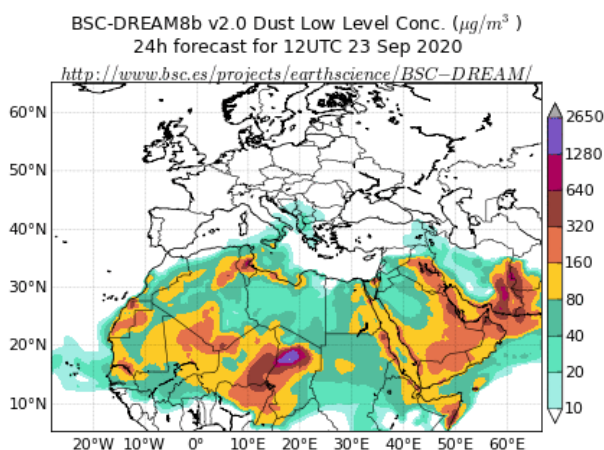 BSC-DREAM8b v2.0 Dust Low Level Conc. (μg/m³ )
24h forecast for 12UTC 23 Sep 2020
http://www.bsc.es/projects/earthscience/BSC−DREAM/
60°N
50°N
40°N
30°N
20°N
10°N
20°W 10°W 0° 10°E 20°E 30°E 40°E 50°E 60°E
2650
1280
640
320
160
80
40
20
10